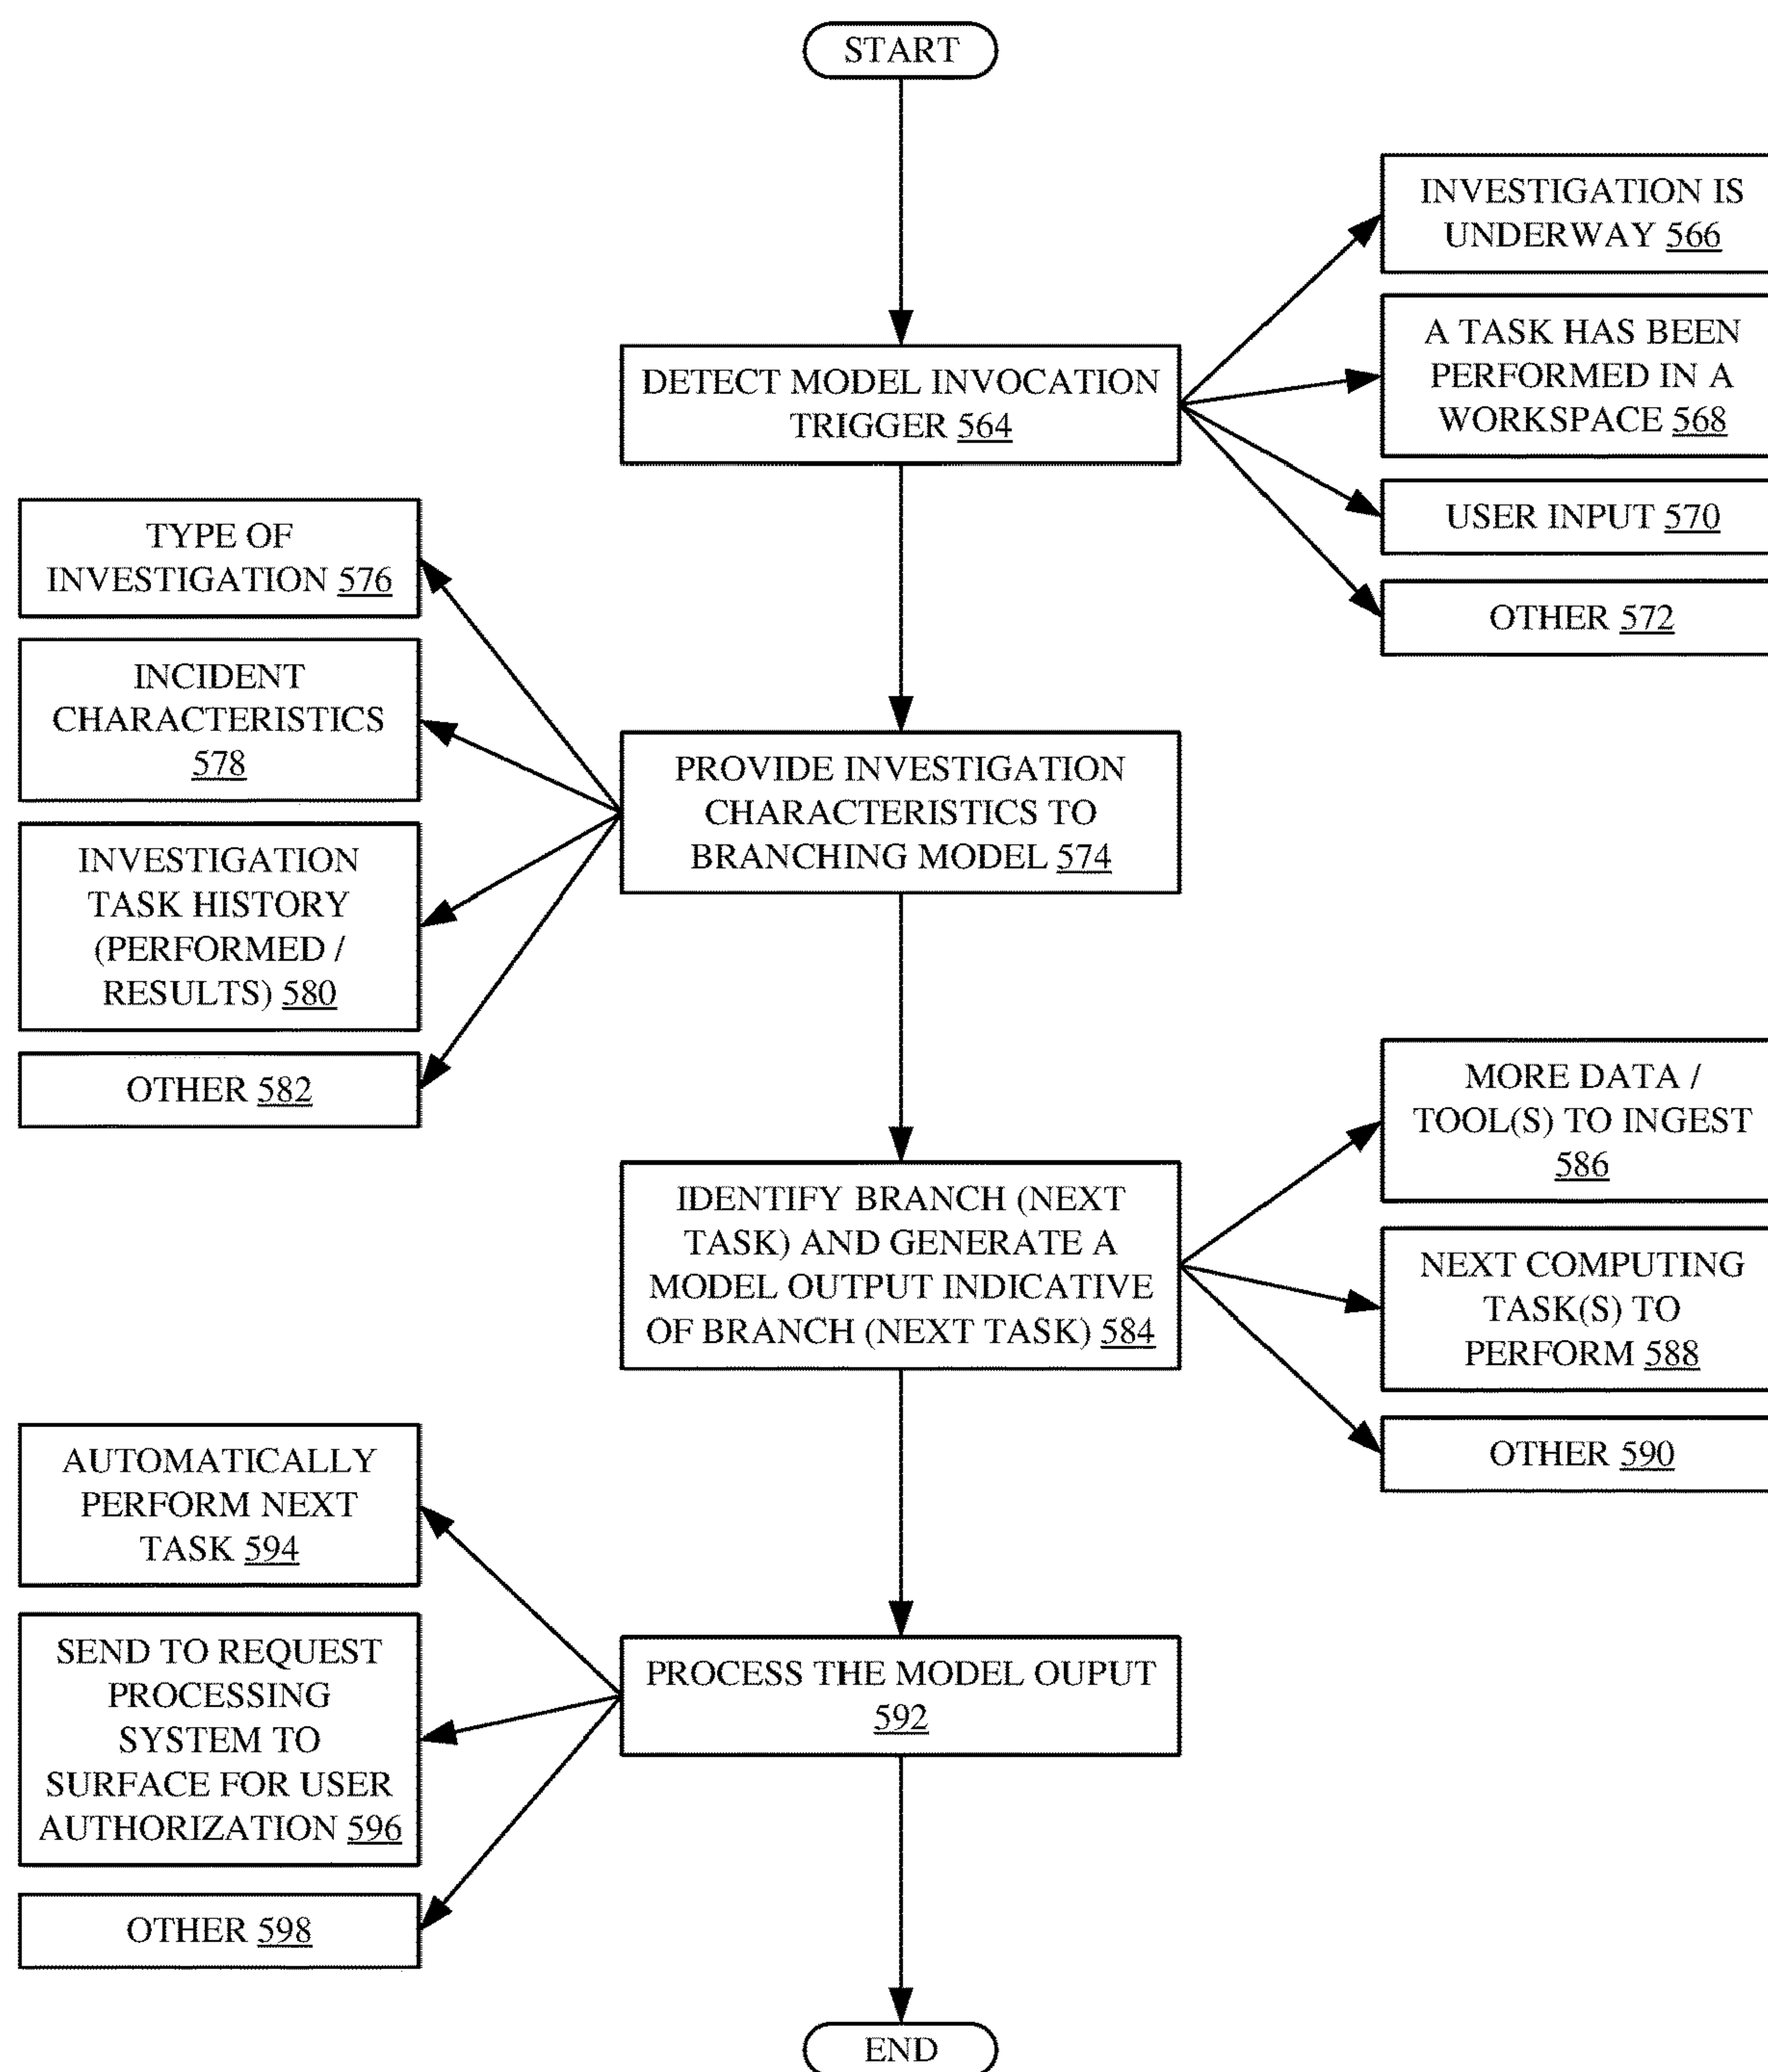 START
DETECT MODEL INVOCATION
TRIGGER 564
INVESTIGATION IS
UNDERWAY 566
A TASK HAS BEEN
PERFORMED IN A
WORKSPACE 568
USER INPUT 570
OTHER 572
PROVIDE INVESTIGATION
CHARACTERISTICS TO
BRANCHING MODEL 574
TYPE OF
INVESTIGATION 576
INCIDENT
CHARACTERISTICS
578
INVESTIGATION
TASK HISTORY
(PERFORMED /
RESULTS) 580
OTHER 582
IDENTIFY BRANCH (NEXT
TASK) AND GENERATE A
MODEL OUTPUT INDICATIVE
OF BRANCH (NEXT TASK) 584
MORE DATA /
TOOL(S) TO INGEST
586
NEXT COMPUTING
TASK(S) TO
PERFORM 588
OTHER 590
PROCESS THE MODEL OUPUT
592
AUTOMATICALLY
PERFORM NEXT
TASK 594
SEND TO REQUEST
PROCESSING
SYSTEM TO
SURFACE FOR USER
AUTHORIZATION 596
OTHER 598
END